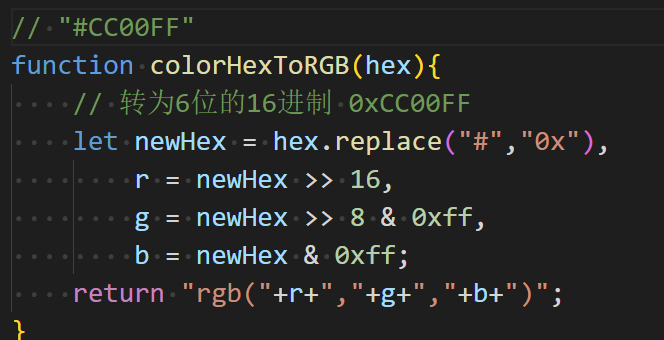 // "#CC00FF"
function colorHexToRGB(hex){
    // 转为6位的16进制 0xCC00FF
    let newHex = hex.replace("#","0x"),
        r = newHex >> 16,
        g = newHex >> 8 & 0xff,
        b = newHex & 0xff;
    return "rgb("+r+","+g+","+b+")";
}